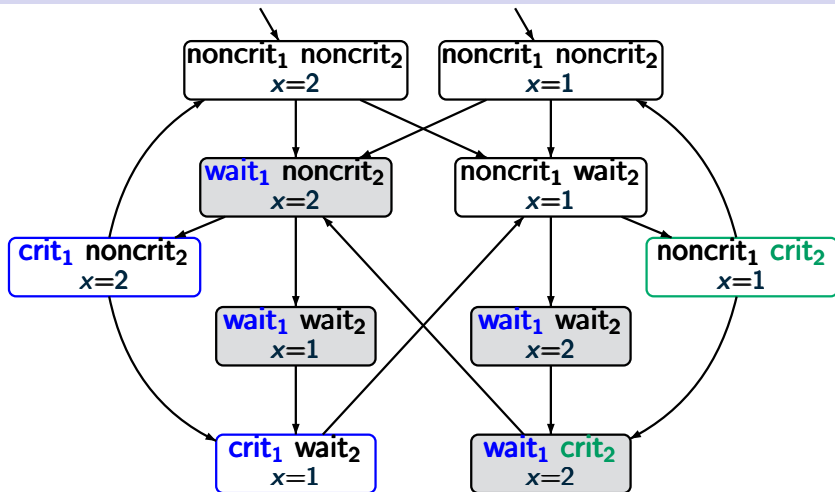 noncrit₁ noncrit₂
x=2
noncrit₁ noncrit₂
x=1
wait₁ noncrit₂
x=2
noncrit₁ wait₂
x=1
crit₁ noncrit₂
x=2
noncrit₁ crit₂
x=1
wait₁ wait₂
x=1
wait₁ wait₂
x=2
crit₁ wait₂
x=1
wait₁ crit₂
x=2